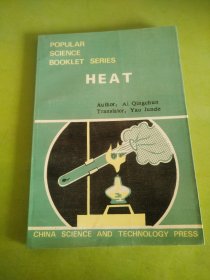 POPULAR
SCIENCE
BOOKLET SERIES
HEAT
Author, Ai Qingchun
Translator, Yao Junde
CHINA SCIENCE AND TECHNOLOGY PRESS